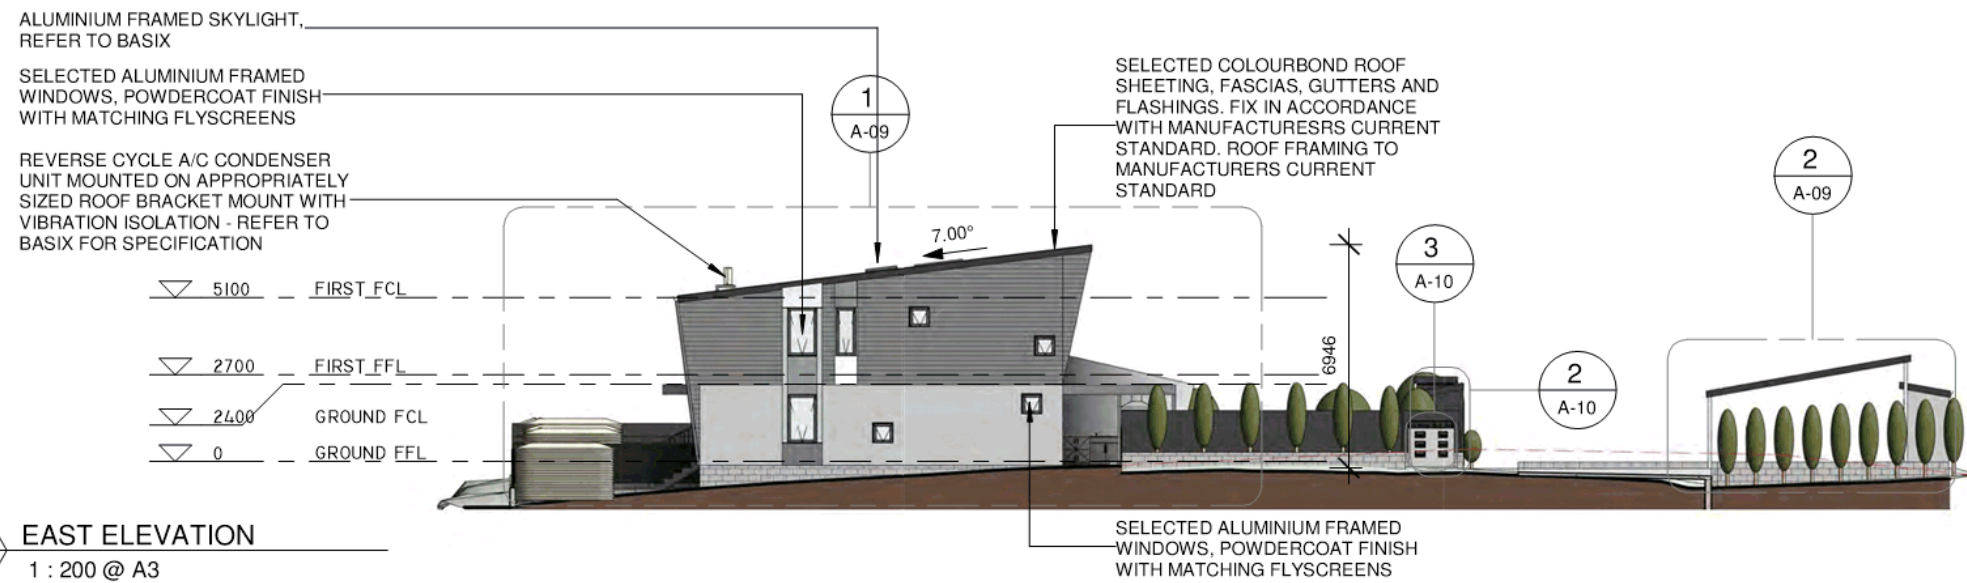 ALUMINIUM FRAMED SKYLIGHT,
REFER TO BASIX
SELECTED ALUMINIUM FRAMED
WINDOWS, POWDERCOAT FINISH
WITH MATCHING FLYSCREENS
REVERSE CYCLE A/C CONDENSER
UNIT MOUNTED ON APPROPRIATELY
SIZED ROOF BRACKET MOUNT WITH
VIBRATION ISOLATION - REFER TO
BASIX FOR SPECIFICATION
1
A-09
SELECTED COLOURBOND ROOF
SHEETING, FASCIAS, GUTTERS AND
FLASHINGS. FIX IN ACCORDANCE
WITH MANUFACTURESRS CURRENT
STANDARD. ROOF FRAMING TO
MANUFACTURERS CURRENT
STANDARD
2
A-09
7.00°
3
A-10
5100 FIRST FCL
2700 FIRST FFL
6946
2
A-10
2400 GROUND FCL
0 GROUND FFL
EAST ELEVATION
1 : 200 @ A3
SELECTED ALUMINIUM FRAMED
WINDOWS, POWDERCOAT FINISH
WITH MATCHING FLYSCREENS